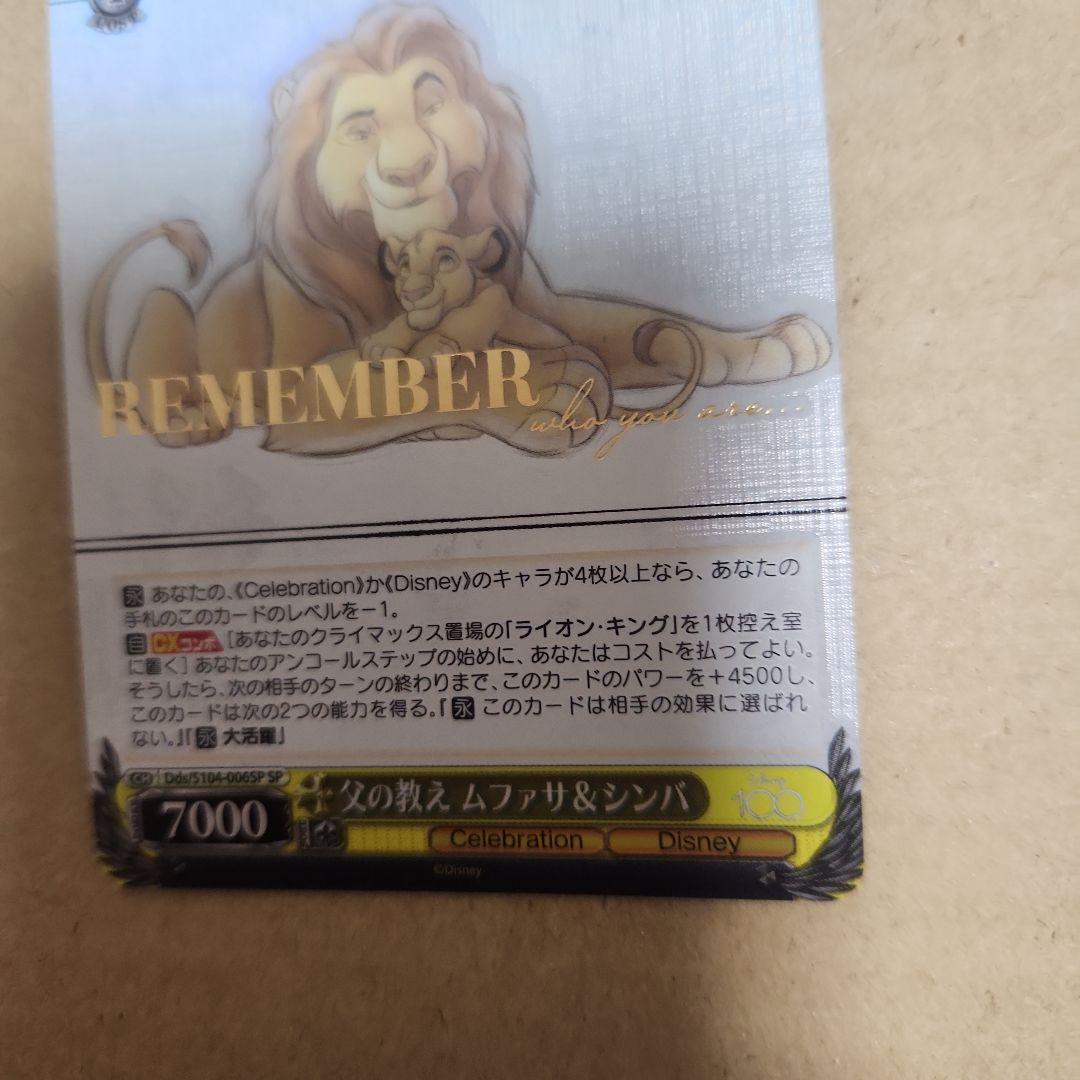 COST
REMEMBER
who you are...
永 あなたの、《Celebration》か《Disney》のキャラが4枚以上なら、あなたの
手札のこのカードのレベルを－1。
自 CXコンボ ［あなたのクライマックス置場の「ライオン・キング」を1枚控え室
に置く］ あなたのアンコールステップの始めに、あなたはコストを払ってよい。
そうしたら、次の相手のターンの終わりまで、このカードのパワーを＋4500し、
このカードは次の2つの能力を得る。『永 このカードは相手の効果に選ばれ
ない。』『永 大活躍』
CH Dds/S104-006SP SP
父の教え ムファサ＆シンバ
Disney 100
7000
Celebration Disney
©Disney